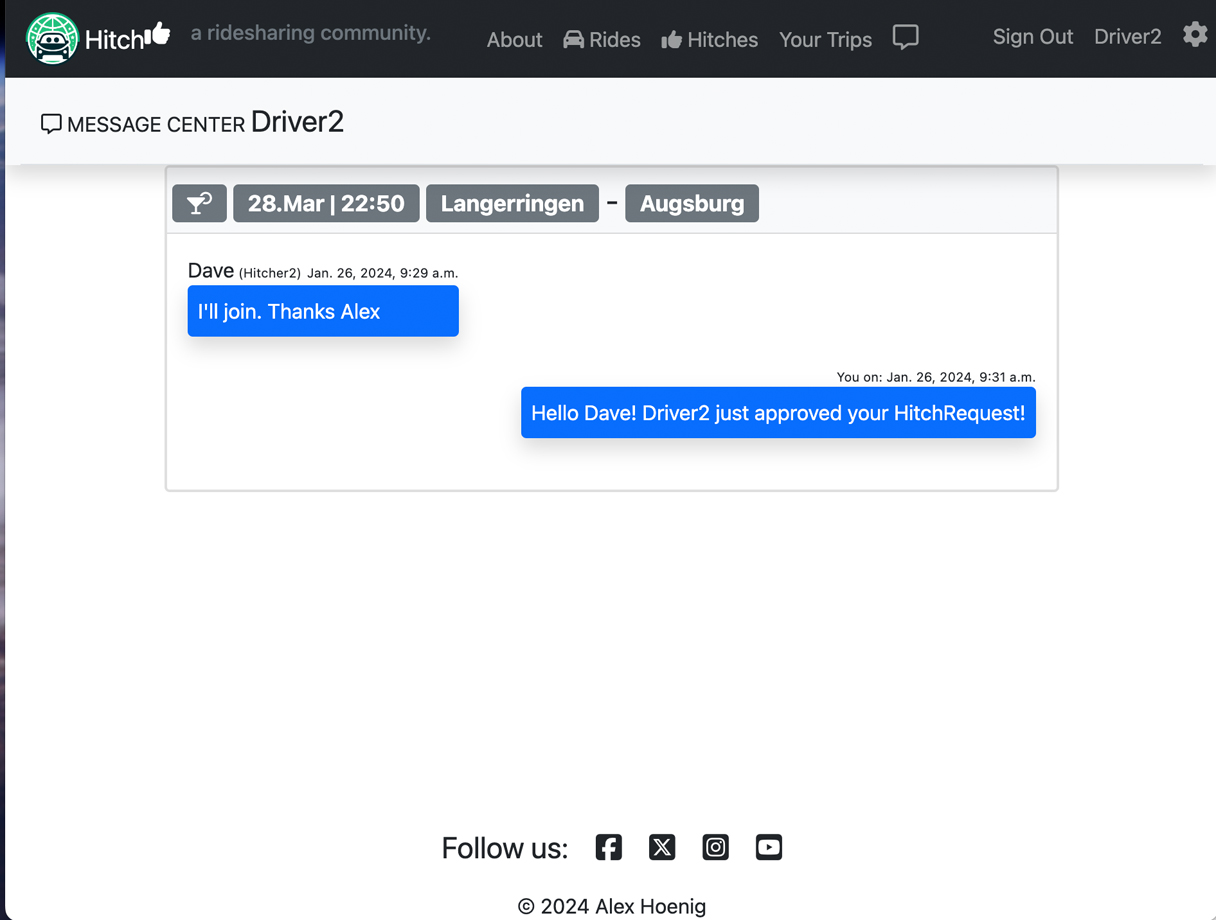 Hitch a ridesharing community. About Rides Hitches Your Trips Sign Out Driver2
MESSAGE CENTER Driver2
28.Mar | 22:50 Langerringen - Augsburg
Dave (Hitcher2) Jan. 26, 2024, 9:29 a.m.
I'll join. Thanks Alex
You on: Jan. 26, 2024, 9:31 a.m.
Hello Dave! Driver2 just approved your HitchRequest!
Follow us:
© 2024 Alex Hoenig